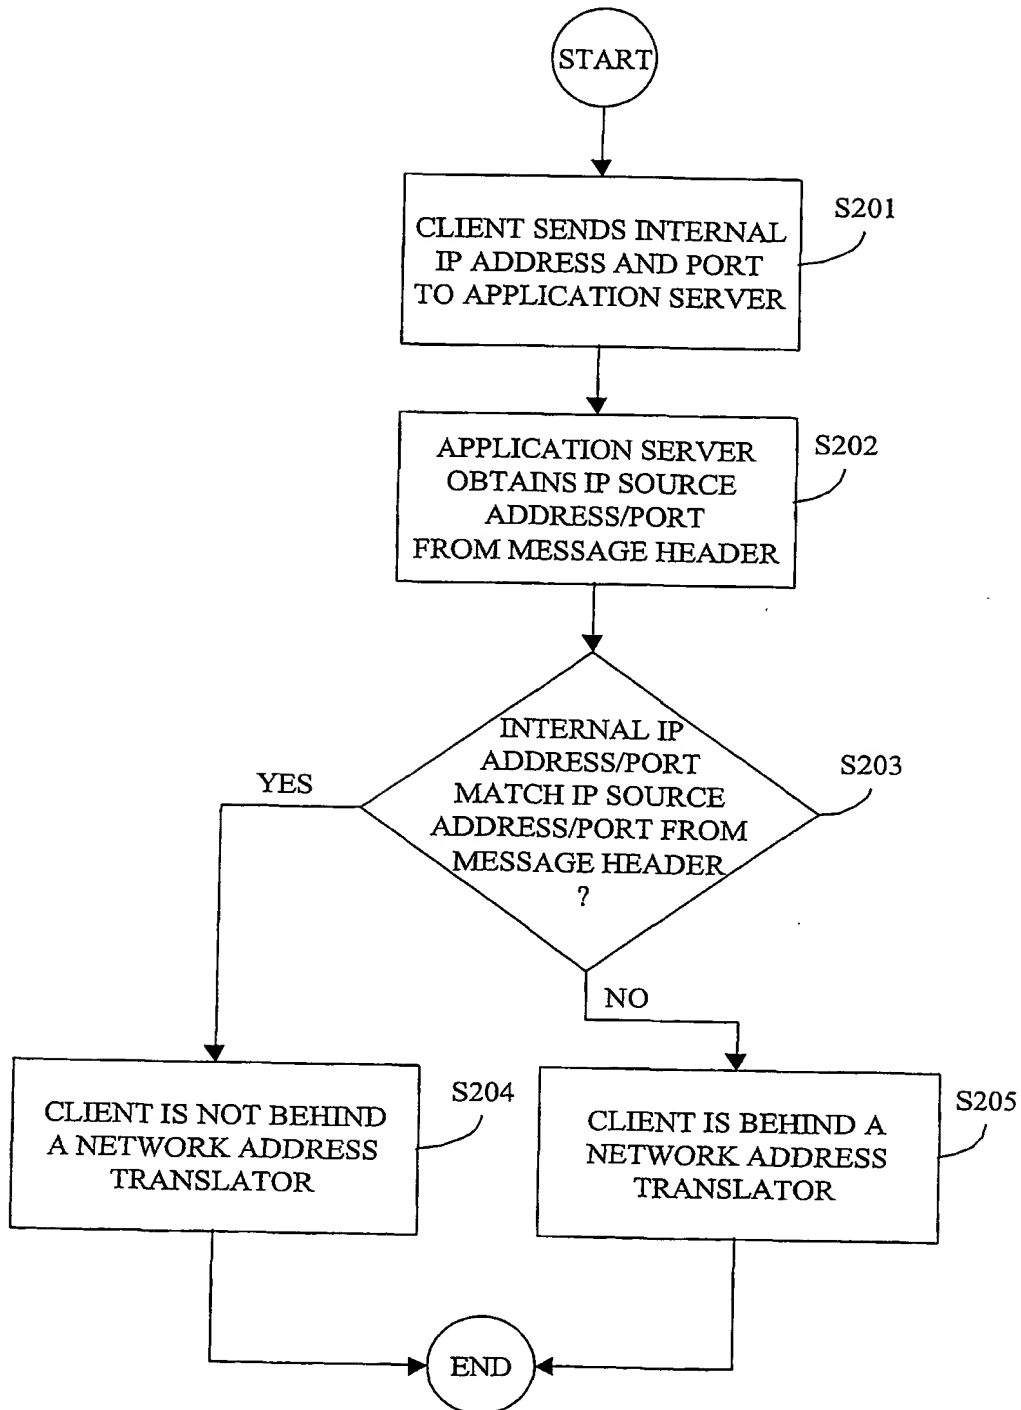 START
CLIENT SENDS INTERNAL
IP ADDRESS AND PORT
TO APPLICATION SERVER
S201
APPLICATION SERVER
OBTAINS IP SOURCE
ADDRESS/PORT
FROM MESSAGE HEADER
S202
INTERNAL IP
ADDRESS/PORT
MATCH IP SOURCE
ADDRESS/PORT FROM
MESSAGE HEADER
?
S203
YES
NO
CLIENT IS NOT BEHIND
A NETWORK ADDRESS
TRANSLATOR
S204
CLIENT IS BEHIND A
NETWORK ADDRESS
TRANSLATOR
S205
END